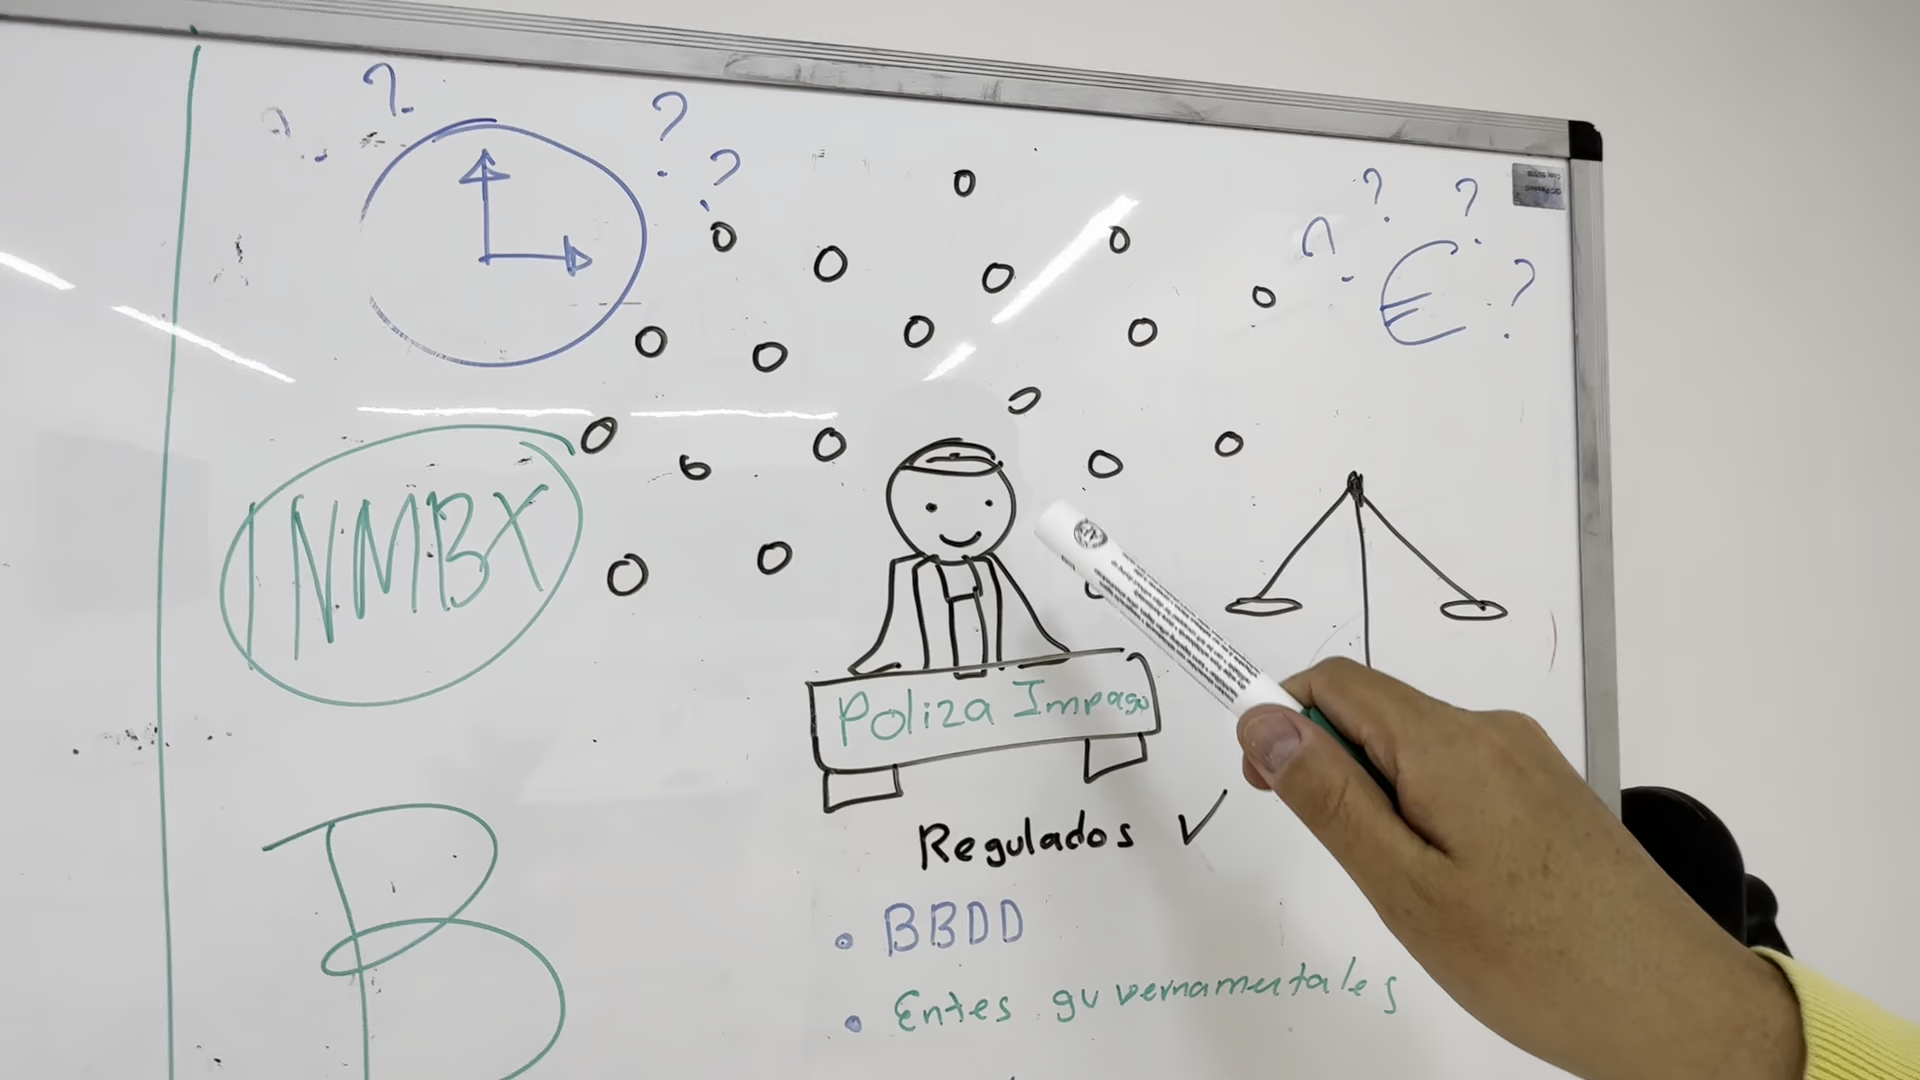 ? ? ?
? ? ? € ?
INMBX
Poliza Impago
Regulados ✓
B
• BBDD
• Entes guvernamentales